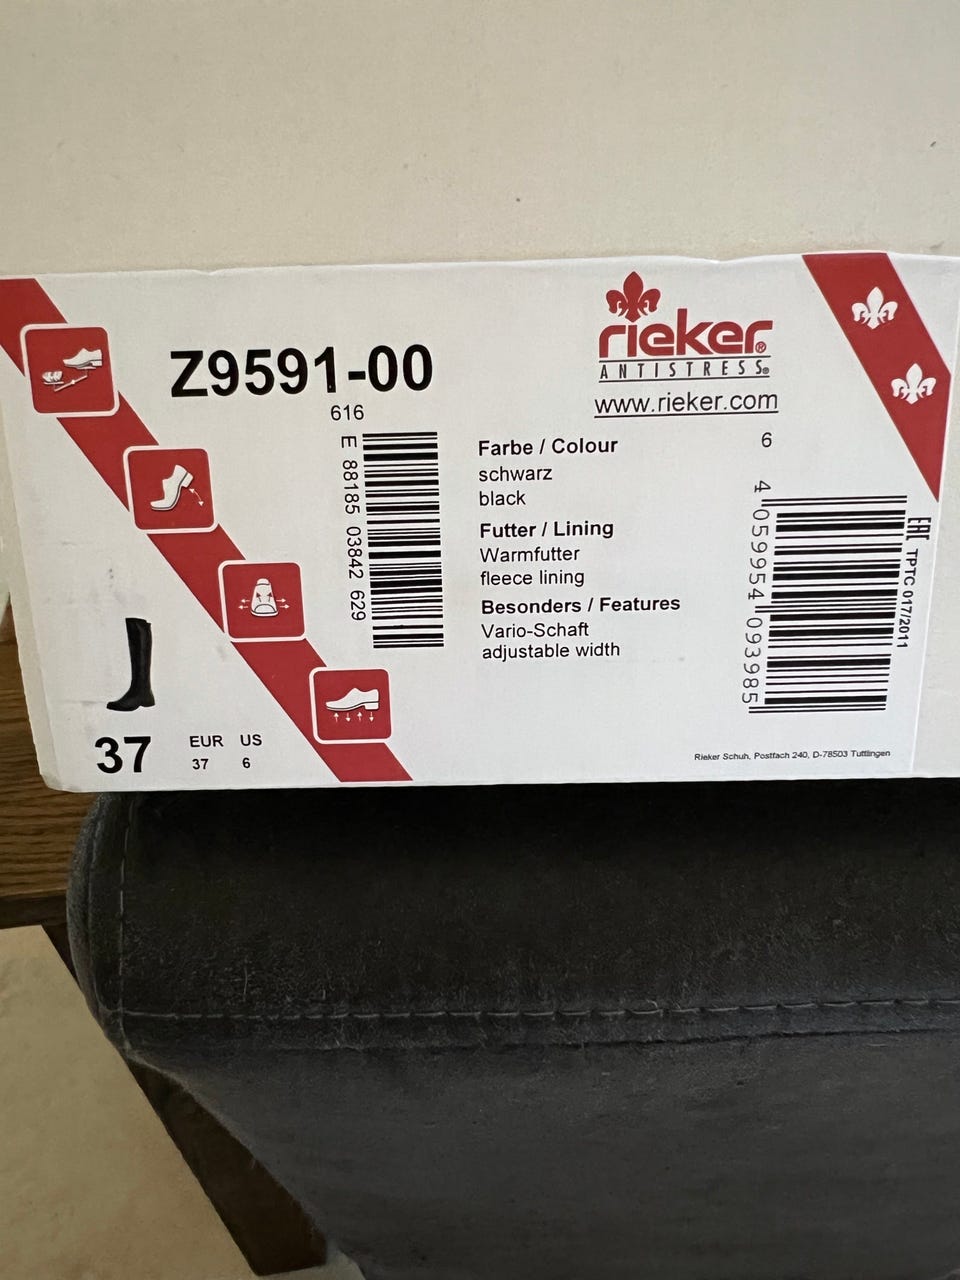 Z9591-00
616
E 88185 03842 629
rieker®
ANTISTRESS®
www.rieker.com
Farbe / Colour
schwarz
black
Futter / Lining
Warmfutter
fleece lining
Besonders / Features
Vario-Schaft
adjustable width
6
4 059954 093985
EAC TPTC 017/2011
37
EUR US
37 6
Rieker Schuh, Postfach 240, D-78503 Tuttlingen